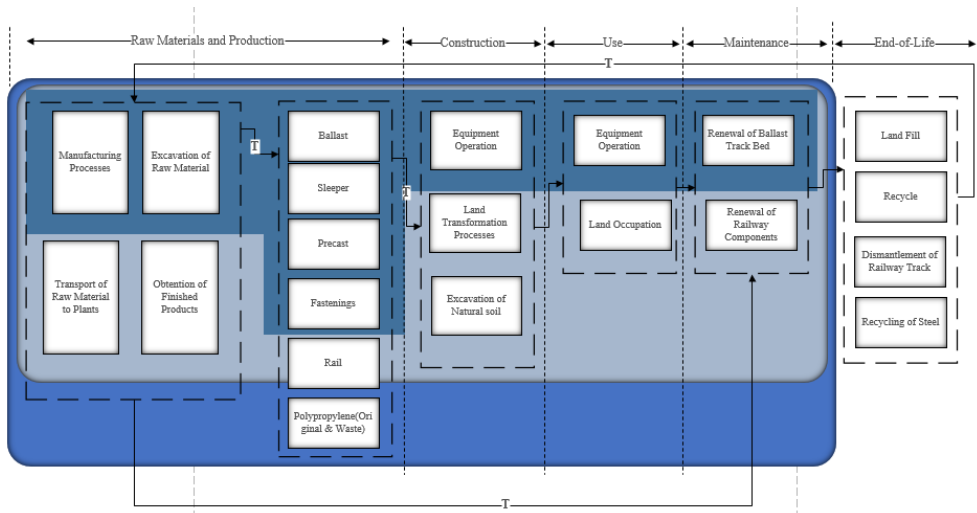 Raw Materials and Production
Construction
Use
Maintenance
End-of-Life
T
Manufacturing
Processes
Excavation of
Raw Material
Transport of
Raw Material
to Plants
Obtention of
Finished
Products
T
Ballast
Sleeper
Precast
Fastenings
Rail
Polypropylene(Ori
ginal & Waste)
T
Equipment
Operation
Land
Transformation
Processes
Excavation of
Natural soil
Equipment
Operation
Land Occupation
Renewal of Ballast
Track Bed
Renewal of
Railway
Components
Land Fill
Recycle
Dismantlement of
Railway Track
Recycling of Steel
T